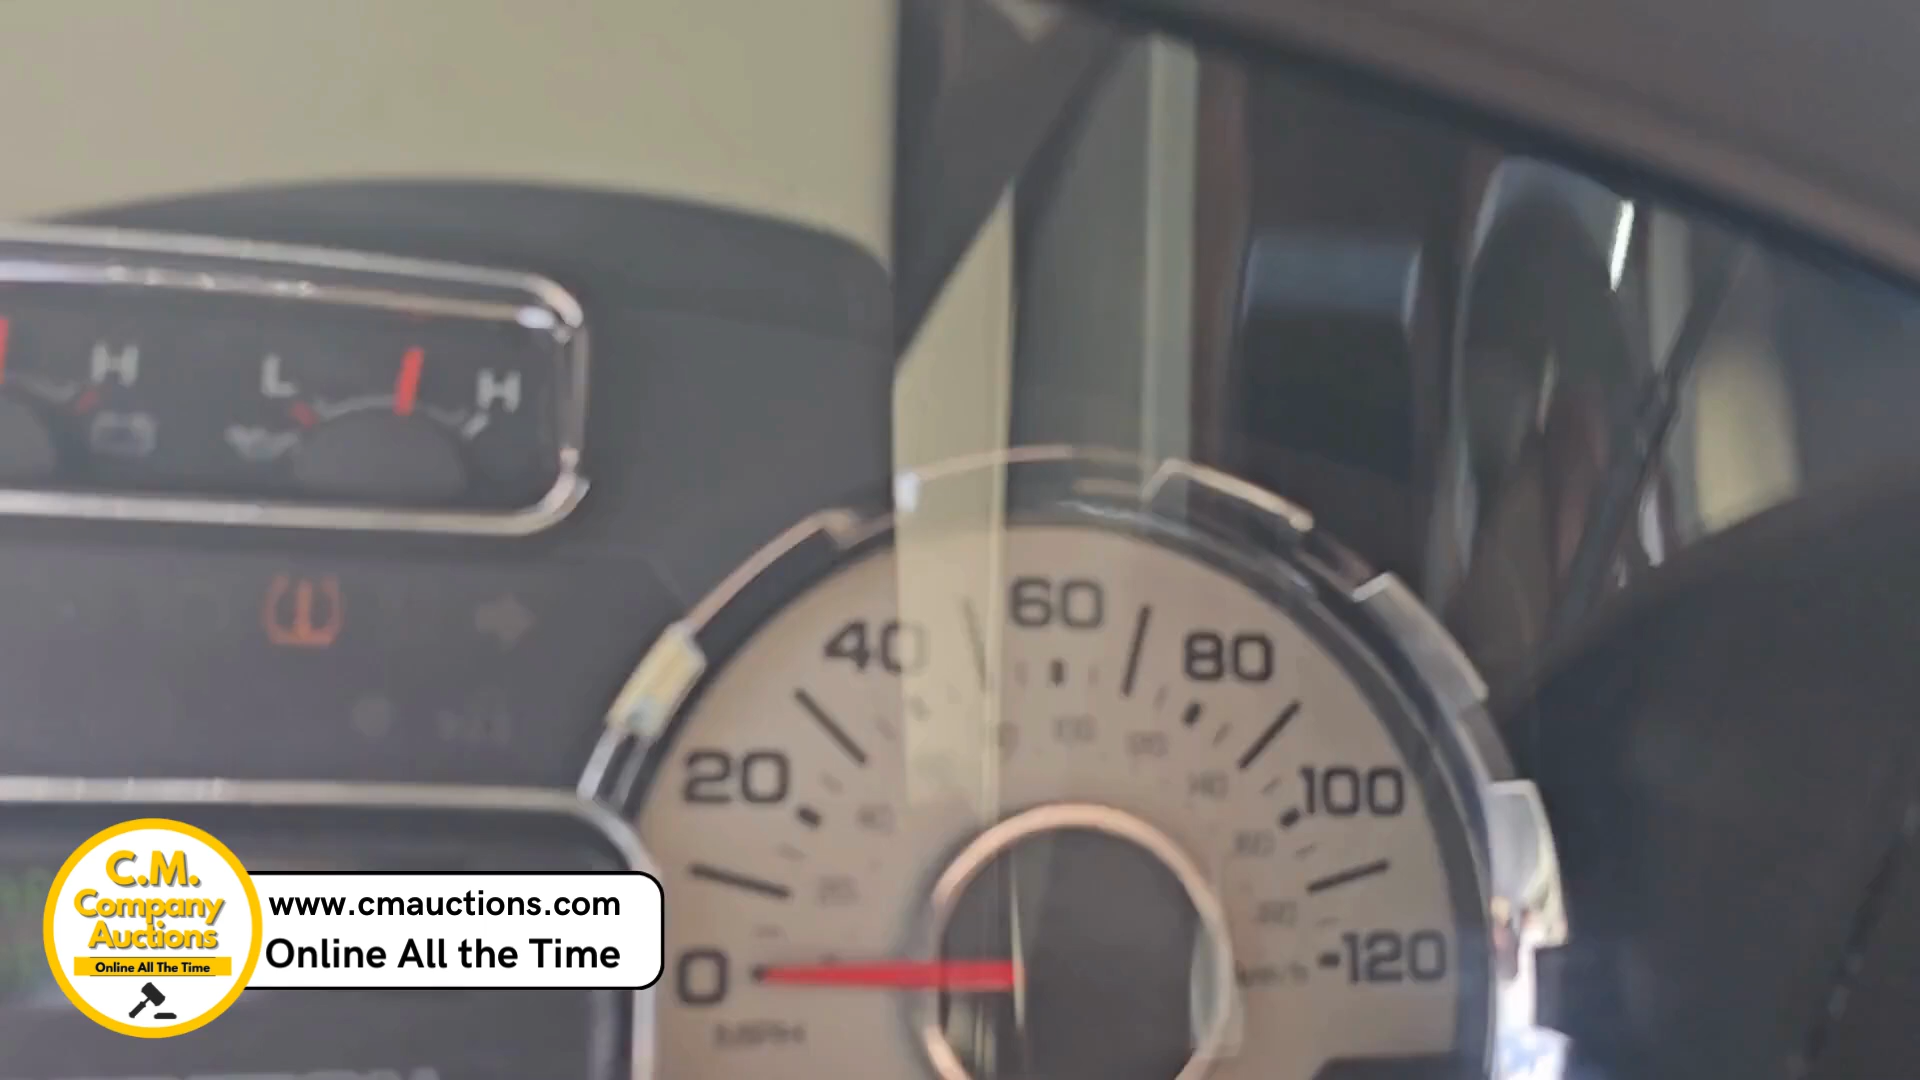 H
L
H
60
40
80
20
100
0
120
MPH
C.M.
Company
Auctions
Online All The Time
www.cmauctions.com
Online All the Time